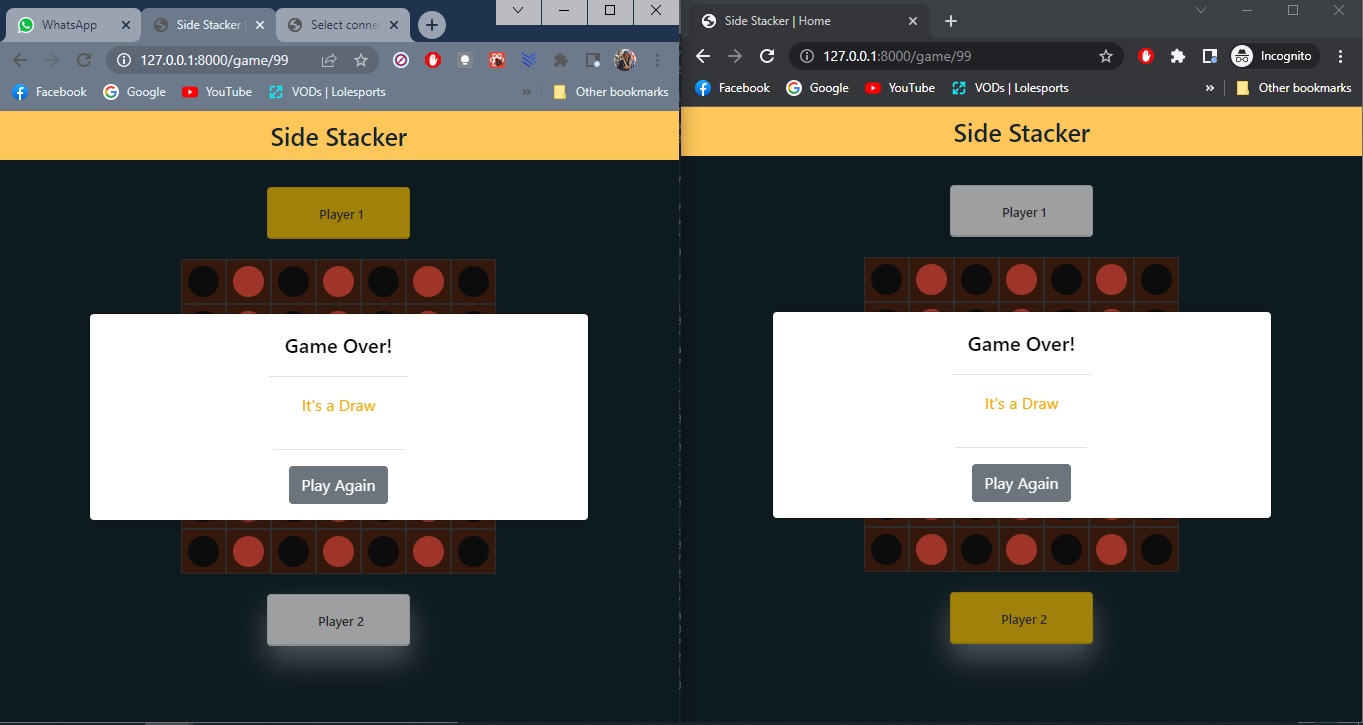 WhatsApp
Side Stacker
Select conne
127.0.0.1:8000/game/99
Facebook
Google
YouTube
VODs | Lolesports
»
Other bookmarks
Side Stacker
Player 1
Game Over!
It's a Draw
Play Again
Player 2
Side Stacker | Home
127.0.0.1:8000/game/99
Incognito
Facebook
Google
YouTube
VODs | Lolesports
»
Other bookmarks
Side Stacker
Player 1
Game Over!
It's a Draw
Play Again
Player 2